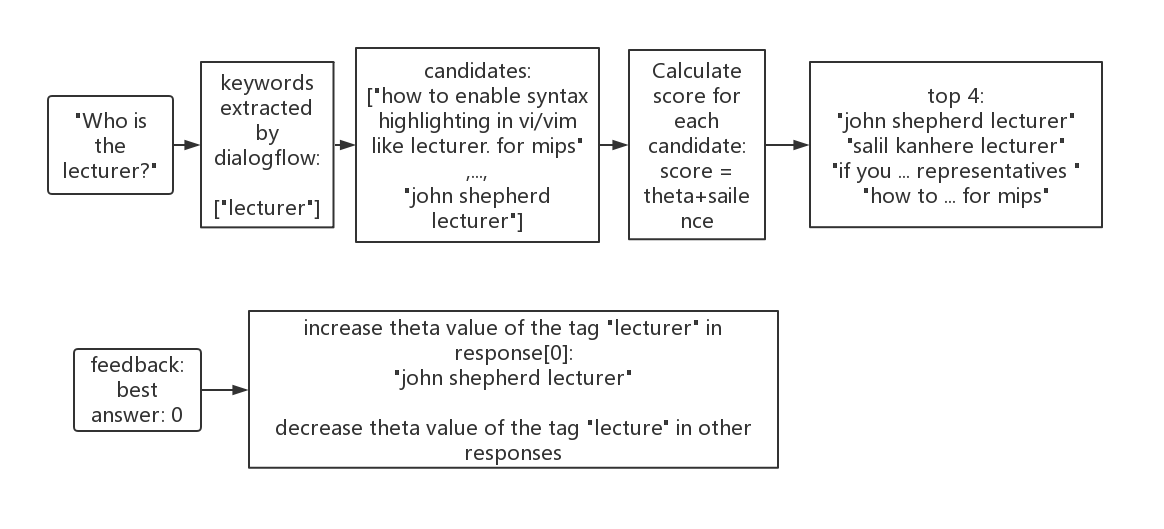 "Who is
the
lecturer?"
keywords
extracted
by
dialogflow:
["lecturer"]
candidates:
["how to enable syntax
highlighting in vi/vim
like lecturer. for mips"
,...,
"john shepherd
lecturer"]
Calculate
score for
each
candidate:
score =
theta+saile
nce
top 4:
"john shepherd lecturer"
"salil kanhere lecturer"
"if you ... representatives "
"how to ... for mips"
feedback:
best
answer: 0
increase theta value of the tag "lecturer" in
response[0]:
"john shepherd lecturer"
decrease theta value of the tag "lecture" in other
responses